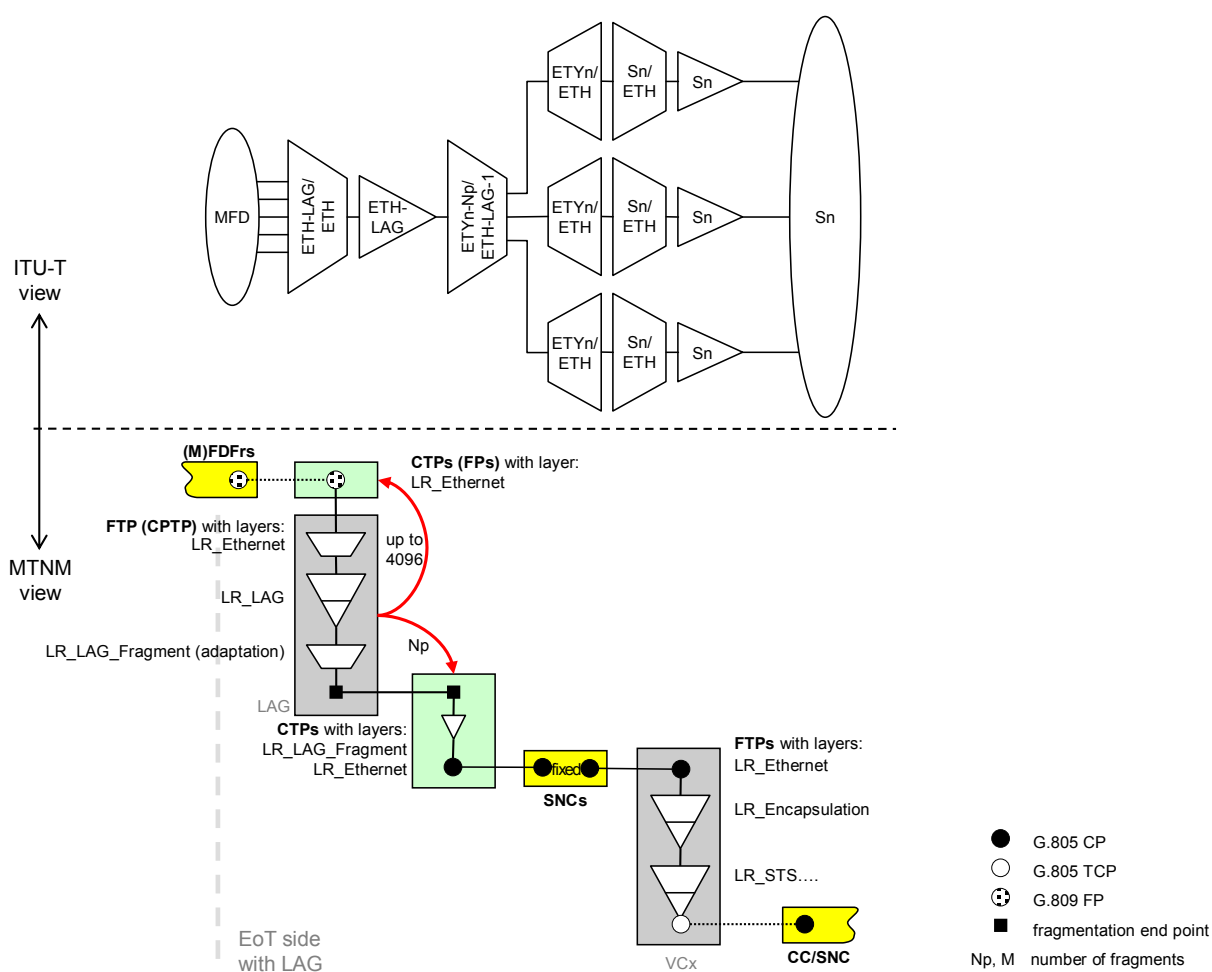 ETYn/
ETH
Sn/
ETH
Sn
MFD
ETH-LAG/
ETH
ETH-
LAG
ETYn-Np/
ETH-LAG-1
ETYn/
ETH
Sn/
ETH
Sn
Sn
ITU-T
view
ETYn/
ETH
Sn/
ETH
Sn
(M)FDFrs
CTPs (FPs) with layer:
LR_Ethernet
FTP (CPTP) with layers:
LR_Ethernet
up to
4096
MTNM
view
LR_LAG
LR_LAG_Fragment (adaptation)
Np
LAG
CTPs with layers:
LR_LAG_Fragment
LR_Ethernet
fixed
SNCs
FTPs with layers:
LR_Ethernet
LR_Encapsulation
LR_STS....
EoT side
with LAG
VCx
CC/SNC
G.805 CP
G.805 TCP
G.809 FP
fragmentation end point
Np, M number of fragments